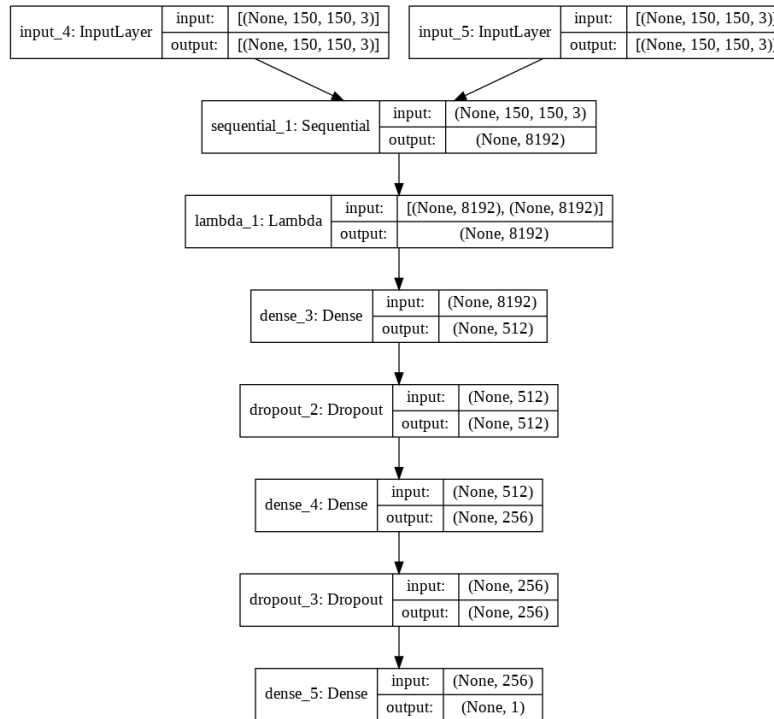 input_4: InputLayer input: [(None, 150, 150, 3)]
output: [(None, 150, 150, 3)]
input_5: InputLayer input: [(None, 150, 150, 3)]
output: [(None, 150, 150, 3)]
sequential_1: Sequential input: (None, 150, 150, 3)
output: (None, 8192)
lambda_1: Lambda input: [(None, 8192), (None, 8192)]
output: (None, 8192)
dense_3: Dense input: (None, 8192)
output: (None, 512)
dropout_2: Dropout input: (None, 512)
output: (None, 512)
dense_4: Dense input: (None, 512)
output: (None, 256)
dropout_3: Dropout input: (None, 256)
output: (None, 256)
dense_5: Dense input: (None, 256)
output: (None, 1)